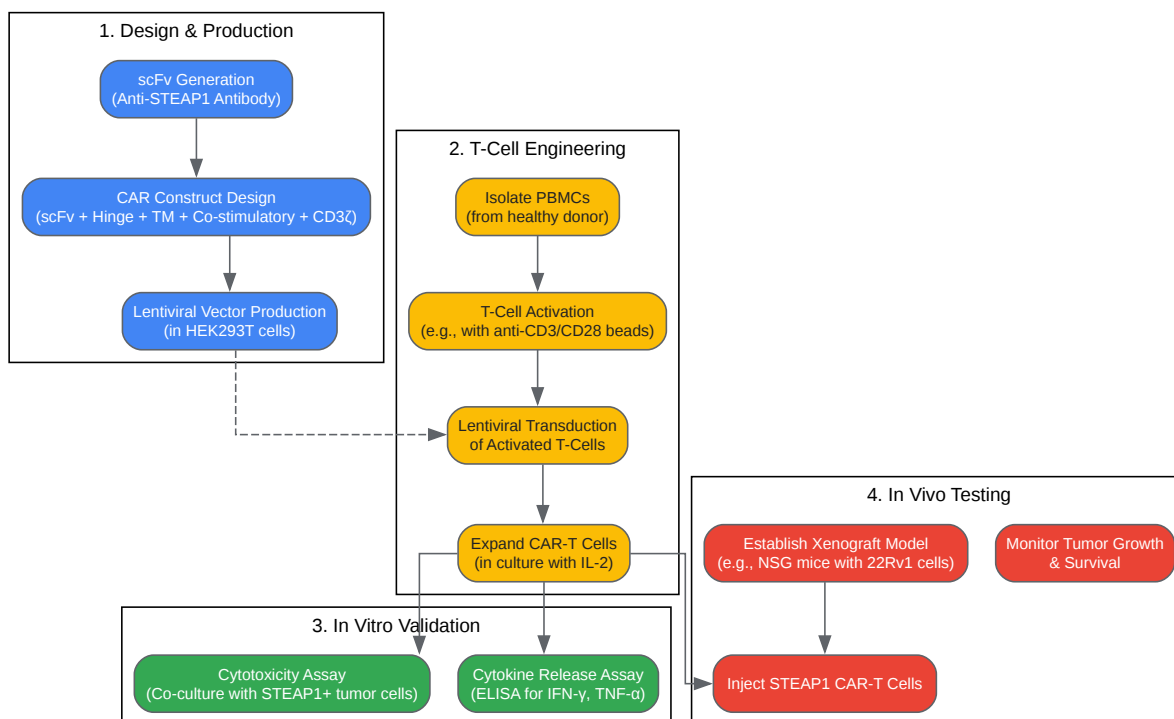 1. Design & Production
scFv Generation
(Anti-STEAP1 Antibody)
CAR Construct Design
(scFv + Hinge + TM + Co-stimulatory + CD3ζ)
Lentiviral Vector Production
(in HEK293T cells)
2. T-Cell Engineering
Isolate PBMCs
(from healthy donor)
T-Cell Activation
(e.g., with anti-CD3/CD28 beads)
Lentiviral Transduction
of Activated T-Cells
Expand CAR-T Cells
(in culture with IL-2)
3. In Vitro Validation
Cytotoxicity Assay
(Co-culture with STEAP1+ tumor cells)
Cytokine Release Assay
(ELISA for IFN-γ, TNF-α)
4. In Vivo Testing
Establish Xenograft Model
(e.g., NSG mice with 22Rv1 cells)
Monitor Tumor Growth
& Survival
Inject STEAP1 CAR-T Cells